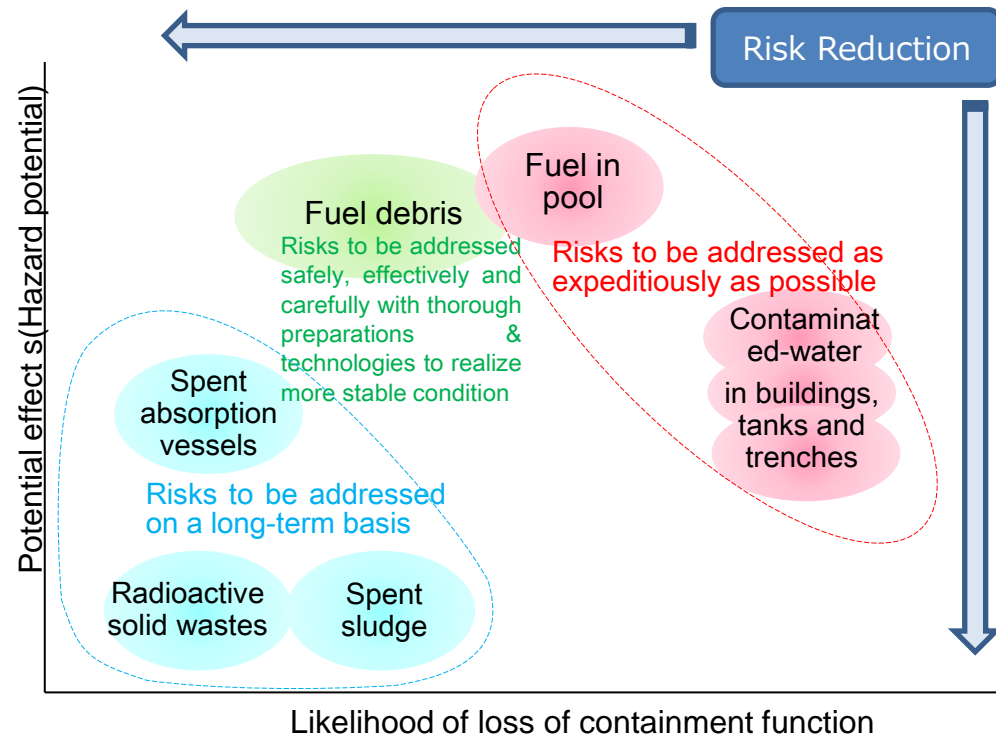 Risk Reduction
Potential effect s(Hazard potential)
Fuel in
pool
Fuel debris
Risks to be addressed
safely, effectively and
carefully with thorough
preparations &
technologies to realize
more stable condition
Risks to be addressed as
expeditiously as possible
Contaminat
ed-water
in buildings,
tanks and
trenches
Spent
absorption
vessels
Risks to be addressed
on a long-term basis
Radioactive
solid wastes
Spent
sludge
Likelihood of loss of containment function